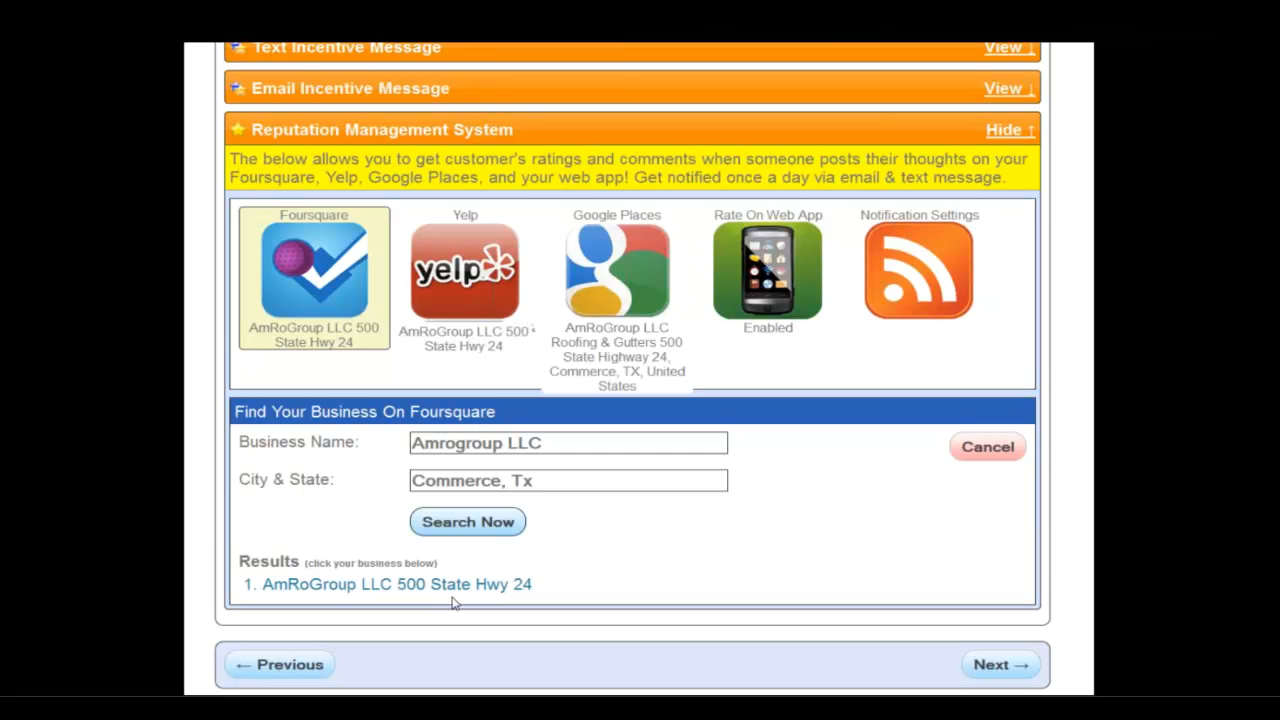 Text Incentive Message View ↓
Email Incentive Message View ↓
Reputation Management System Hide ↑
The below allows you to get customer's ratings and comments when someone posts their thoughts on your
Foursquare, Yelp, Google Places, and your web app! Get notified once a day via email & text message.
Foursquare
AmRoGroup LLC 500
State Hwy 24
Yelp
yelp
AmRoGroup LLC 500
State Hwy 24
Google Places
g
AmRoGroup LLC
Roofing & Gutters 500
State Highway 24,
Commerce, TX, United
States
Rate On Web App
Enabled
Notification Settings
Find Your Business On Foursquare
Business Name: Amrogroup LLC
Cancel
City & State: Commerce, Tx
Search Now
Results (click your business below)
1. AmRoGroup LLC 500 State Hwy 24
← Previous
Next →